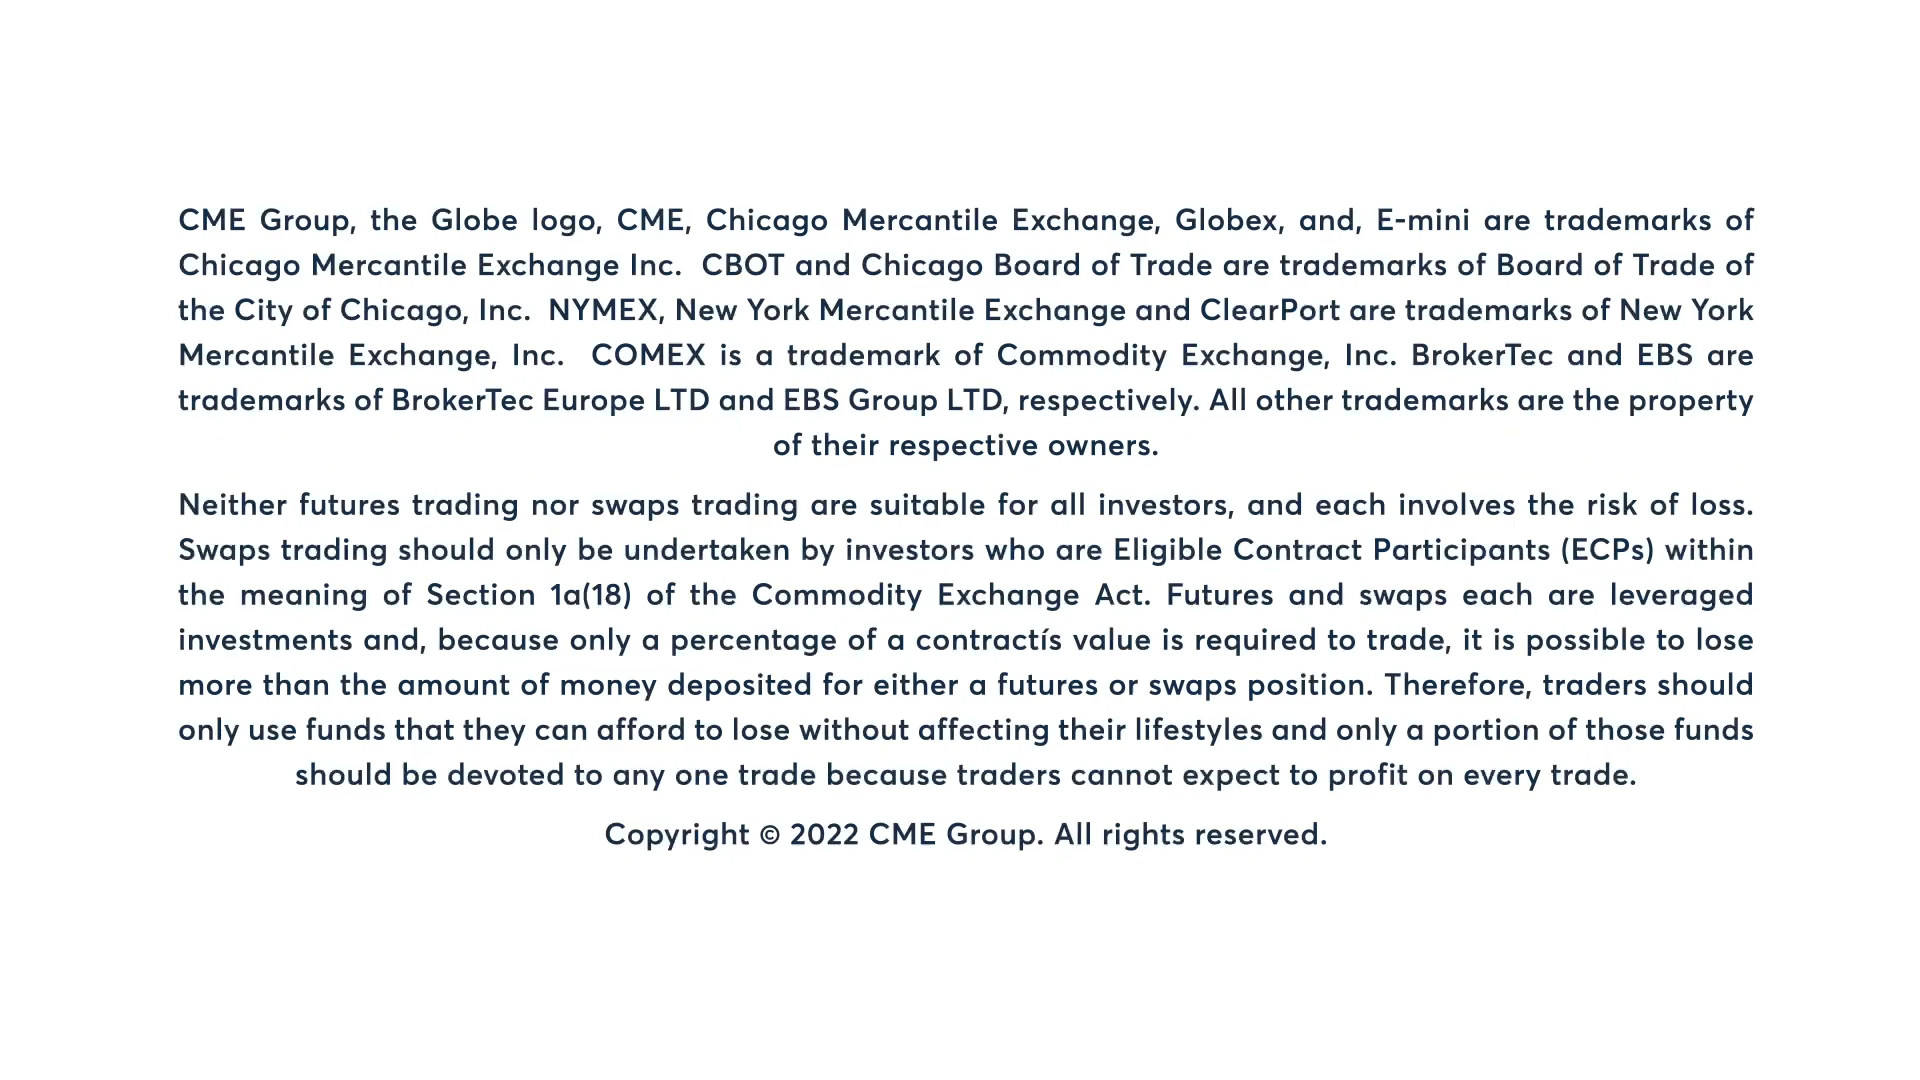 CME Group, the Globe logo, CME, Chicago Mercantile Exchange, Globex, and, E-mini are trademarks of
Chicago Mercantile Exchange Inc.  CBOT and Chicago Board of Trade are trademarks of Board of Trade of
the City of Chicago, Inc.  NYMEX, New York Mercantile Exchange and ClearPort are trademarks of New York
Mercantile Exchange, Inc.  COMEX is a trademark of Commodity Exchange, Inc. BrokerTec and EBS are
trademarks of BrokerTec Europe LTD and EBS Group LTD, respectively. All other trademarks are the property
of their respective owners.
Neither futures trading nor swaps trading are suitable for all investors, and each involves the risk of loss.
Swaps trading should only be undertaken by investors who are Eligible Contract Participants (ECPs) within
the meaning of Section 1a(18) of the Commodity Exchange Act. Futures and swaps each are leveraged
investments and, because only a percentage of a contractís value is required to trade, it is possible to lose
more than the amount of money deposited for either a futures or swaps position. Therefore, traders should
only use funds that they can afford to lose without affecting their lifestyles and only a portion of those funds
should be devoted to any one trade because traders cannot expect to profit on every trade.
Copyright © 2022 CME Group. All rights reserved.